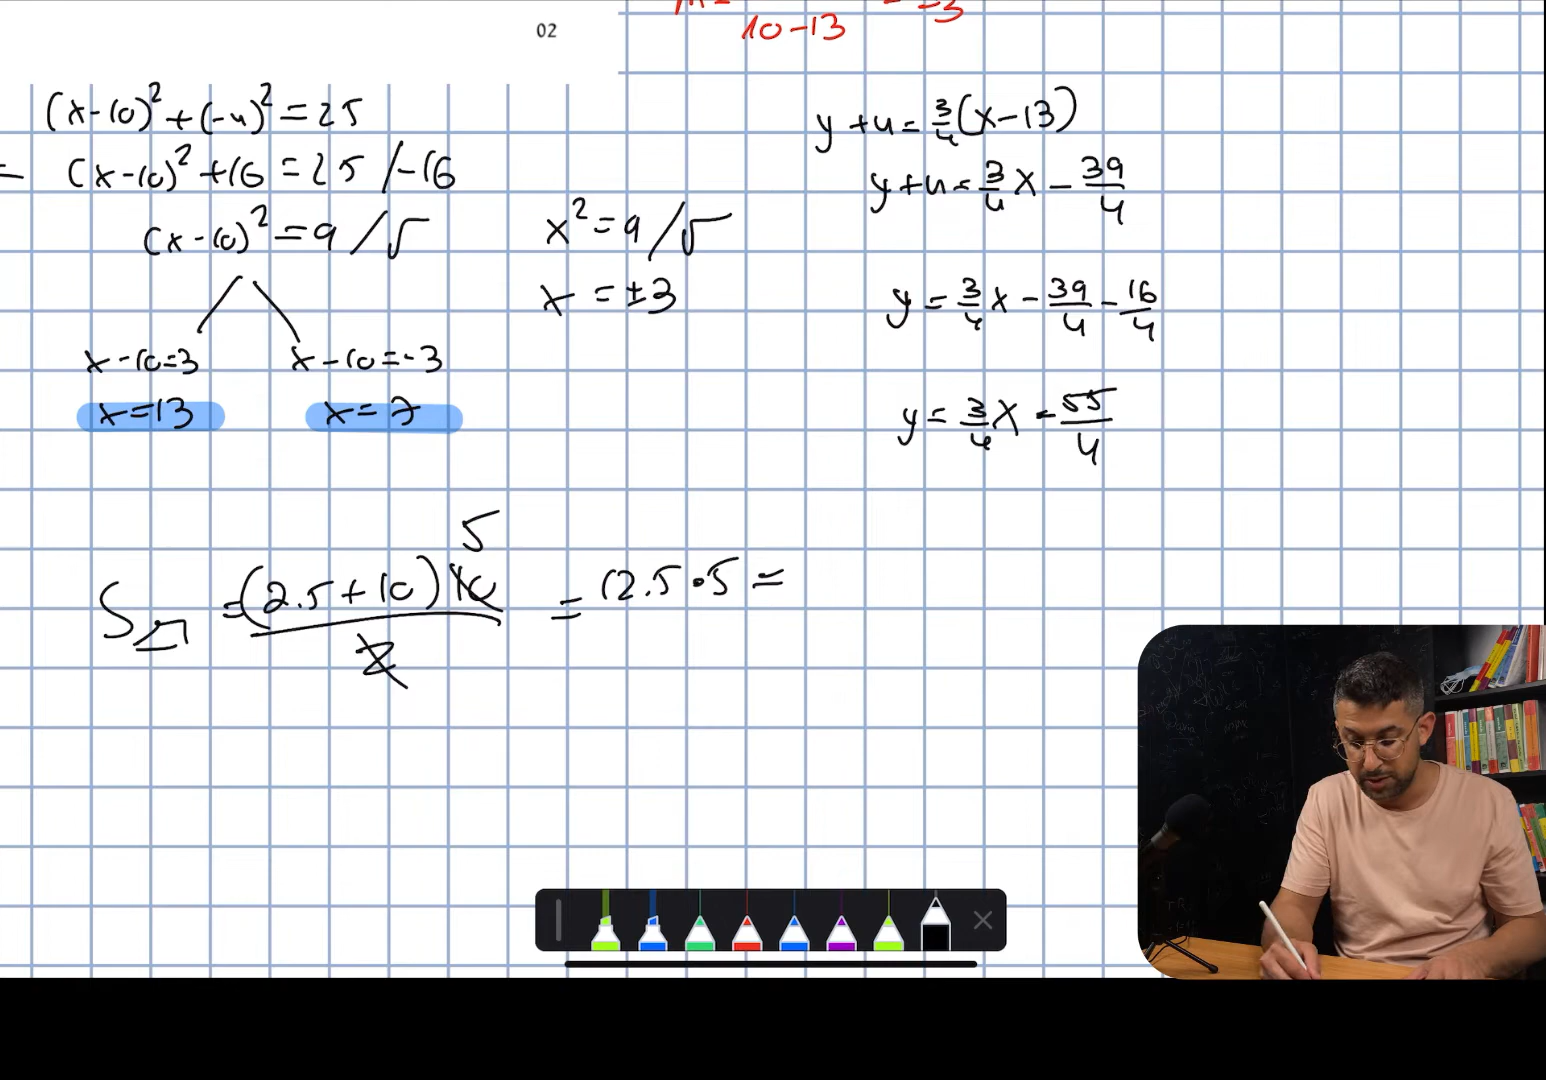 10-13
02
(x-10)²+(-4)²=25
(x-10)²+16=25 /-16
(x-10)²=9 /√
x-10=3 x-10=-3
x=13 x=7
x²=9 /√
x=±3
y+4=3/4(x-13)
y+4=3/4x-39/4
y=3/4x-39/4-16/4
y=3/4x-55/4
5
S=(2.5+10)10/2=12.5·5=